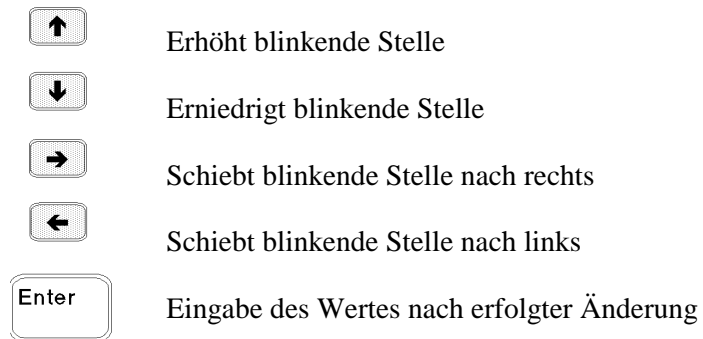 ↑ Erhöht blinkende Stelle
↓ Erniedrigt blinkende Stelle
→ Schiebt blinkende Stelle nach rechts
← Schiebt blinkende Stelle nach links
Enter Eingabe des Wertes nach erfolgter Änderung